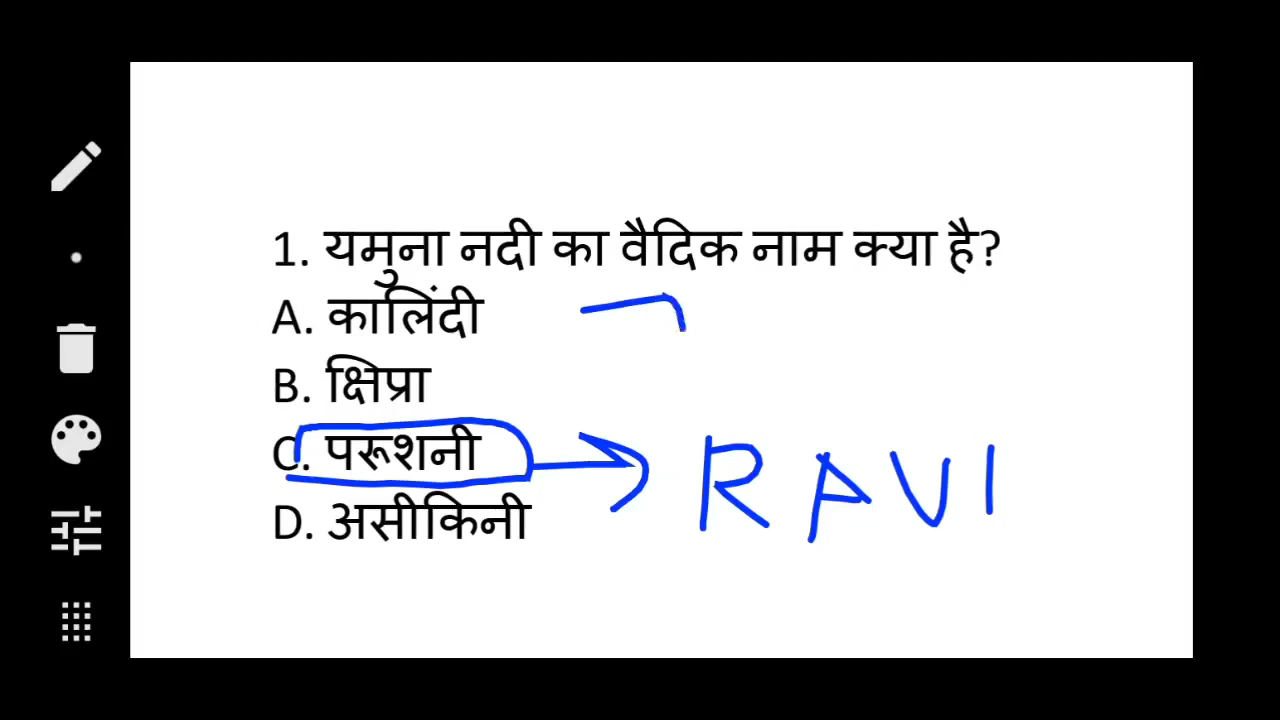 1. यमुना नदी का वैदिक नाम क्या है?
A. कालिंदी
B. क्षिप्रा
C. परूशनी
RAVI
D. असीकिनी